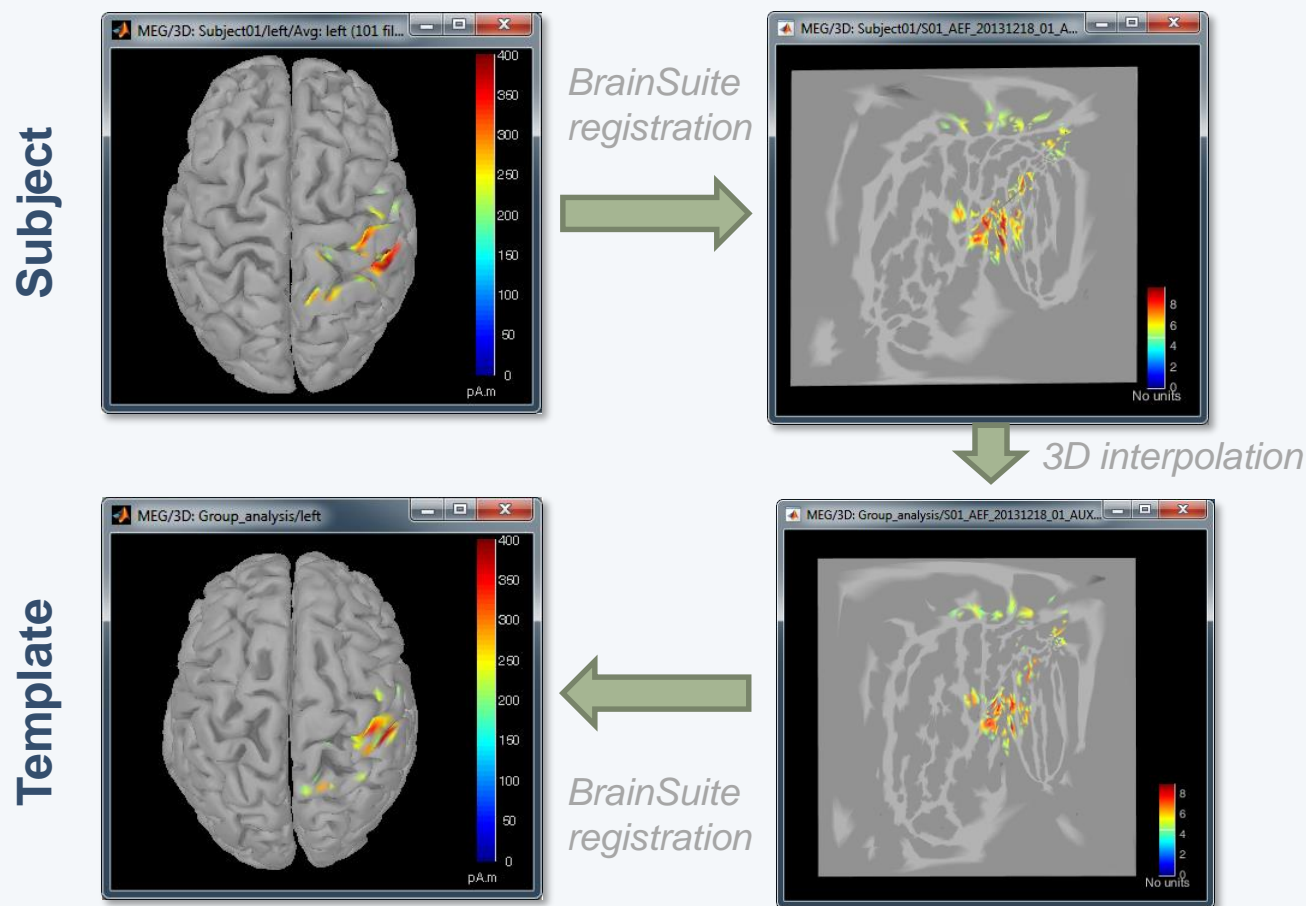 Subject
MEG/3D: Subject01/left/Avg: left (101 fil...
400
350
300
250
200
150
100
50
0
pA.m
BrainSuite
registration
MEG/3D: Subject01/S01_AEF_20131218_01_A...
8
6
4
2
0
No units
3D interpolation
Template
MEG/3D: Group_analysis/left
400
350
300
250
200
150
100
50
0
pA.m
BrainSuite
registration
MEG/3D: Group_analysis/S01_AEF_20131218_01_AUX...
8
6
4
2
0
No units